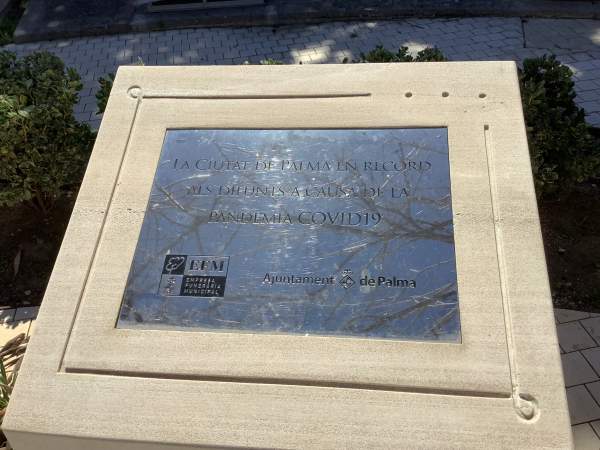 LA CIUTAT DE PALMA EN RECORD
ALS DIFUNTS A CAUSA DE LA
PANDEMIA COVID19
EFM
EMPRESA
FUNERÀRIA
MUNICIPAL
Ajuntament de Palma